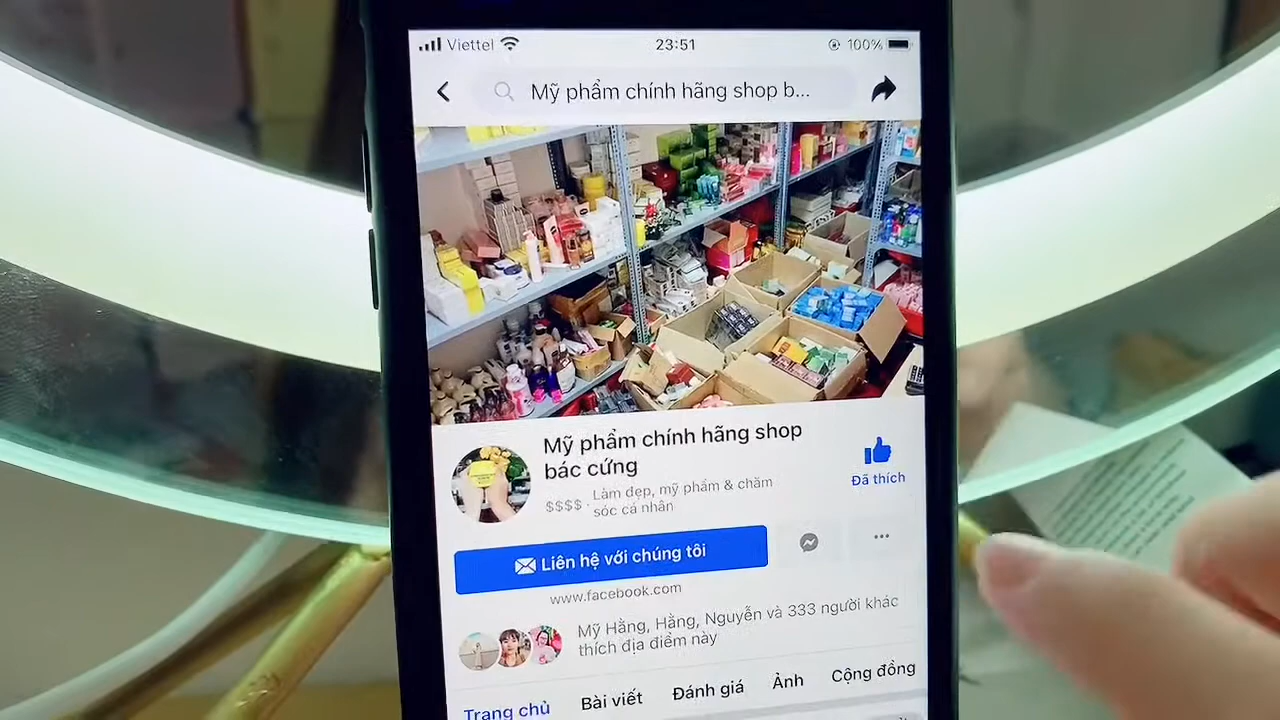 Viettel
23:51
100%
Mỹ phẩm chính hãng shop b...
Mỹ phẩm chính hãng shop
bác cứng
Đã thích
$$$$ · Làm đẹp, mỹ phẩm & chăm
sóc cá nhân
Liên hệ với chúng tôi
www.facebook.com
Mỹ Hằng, Hằng, Nguyễn và 333 người khác
thích địa điểm này
Trang chủ
Bài viết
Đánh giá
Ảnh
Cộng đồng